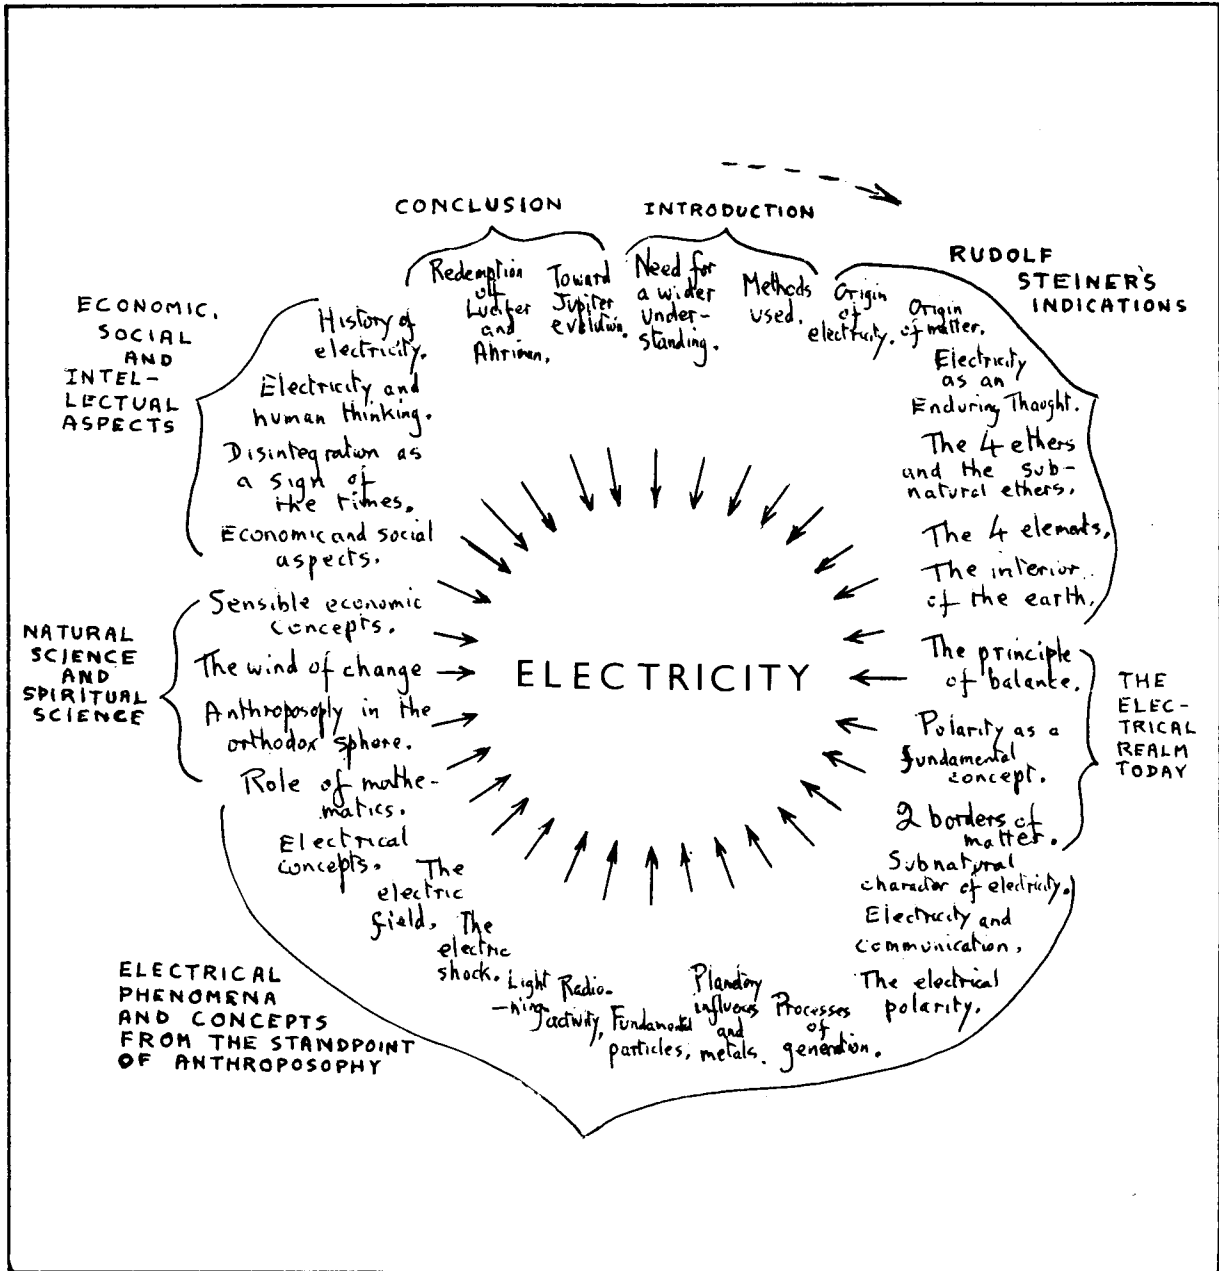 CONCLUSION
INTRODUCTION
RUDOLF
STEINER'S
INDICATIONS
Need for
a wider
under-
standing.
Methods
used.
Origin
of
electricity.
Origin
of matter.
Electricity
as an
Enduring Thought.
The 4 ethers
and the sub-
natural ethers.
The 4 elements.
The interior
of the earth.
THE
ELEC-
TRICAL
REALM
TODAY
The principle
of balance.
Polarity as a
fundamental
concept.
2 borders of
matter.
Subnatural
character of electricity.
Electricity and
communication.
The electrical
polarity.
Processes
of
generation.
Planetary
influences
and
metals.
Fundamental
particles,
Radio-
activity,
Light
-ning
The
electric
shock.
The
electric
field.
Electrical
concepts.
ELECTRICAL
PHENOMENA
AND CONCEPTS
FROM THE STANDPOINT
OF ANTHROPOSOPHY
Role of mathe-
matics.
Anthroposophy in the
orthodox sphere.
The wind of change
Sensible economic
concepts.
NATURAL
SCIENCE
AND
SPIRITUAL
SCIENCE
Economic and social
aspects.
Disintegration as
a sign of
the times.
Electricity and
human thinking.
History of
electricity.
ECONOMIC,
SOCIAL
AND
INTEL-
LECTUAL
ASPECTS
Redemption
of
Lucifer
and
Ahriman.
Toward
Jupiter
evolution.
ELECTRICITY